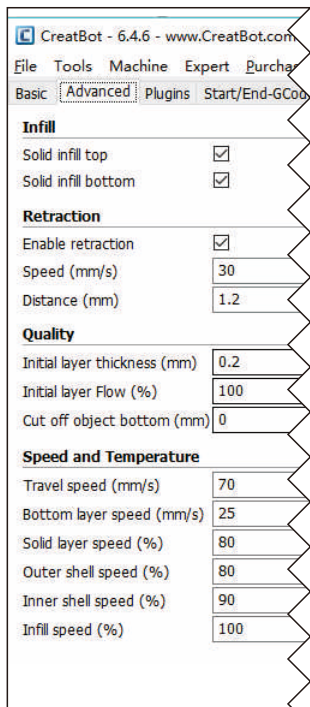 CreatBot - 6.4.6 - www.CreatBot.com
File Tools Machine Expert
Basic Advanced Plugins Start/End-GCod
Infill
Solid infill top
Solid infill bottom
Retraction
Enable retraction
Speed (mm/s) 30
Distance (mm) 1.2
Quality
Initial layer thickness (mm) 0.2
Initial layer Flow (%) 100
Cut off object bottom (mm) 0
Speed and Temperature
Travel speed (mm/s) 70
Bottom layer speed (mm/s) 25
Solid layer speed (%) 80
Outer shell speed (%) 80
Inner shell speed (%) 90
Infill speed (%) 100